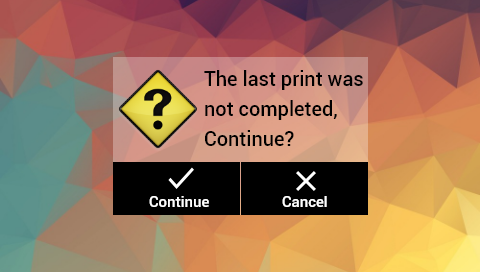 ?
The last print was
not completed,
Continue?
Continue
Cancel